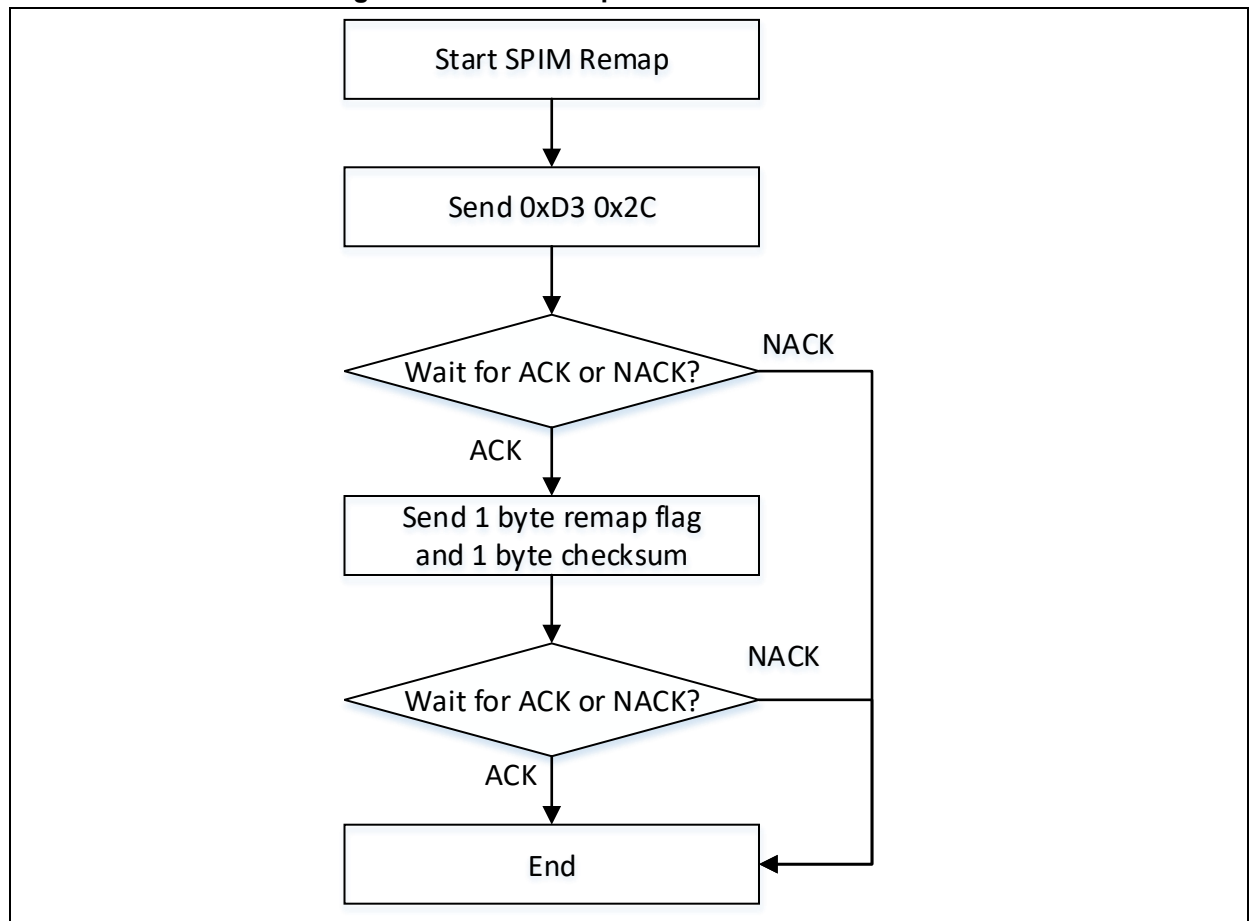 Start SPIM Remap
Send 0xD3 0x2C
Wait for ACK or NACK?
NACK
ACK
Send 1 byte remap flag
and 1 byte checksum
Wait for ACK or NACK?
NACK
ACK
End